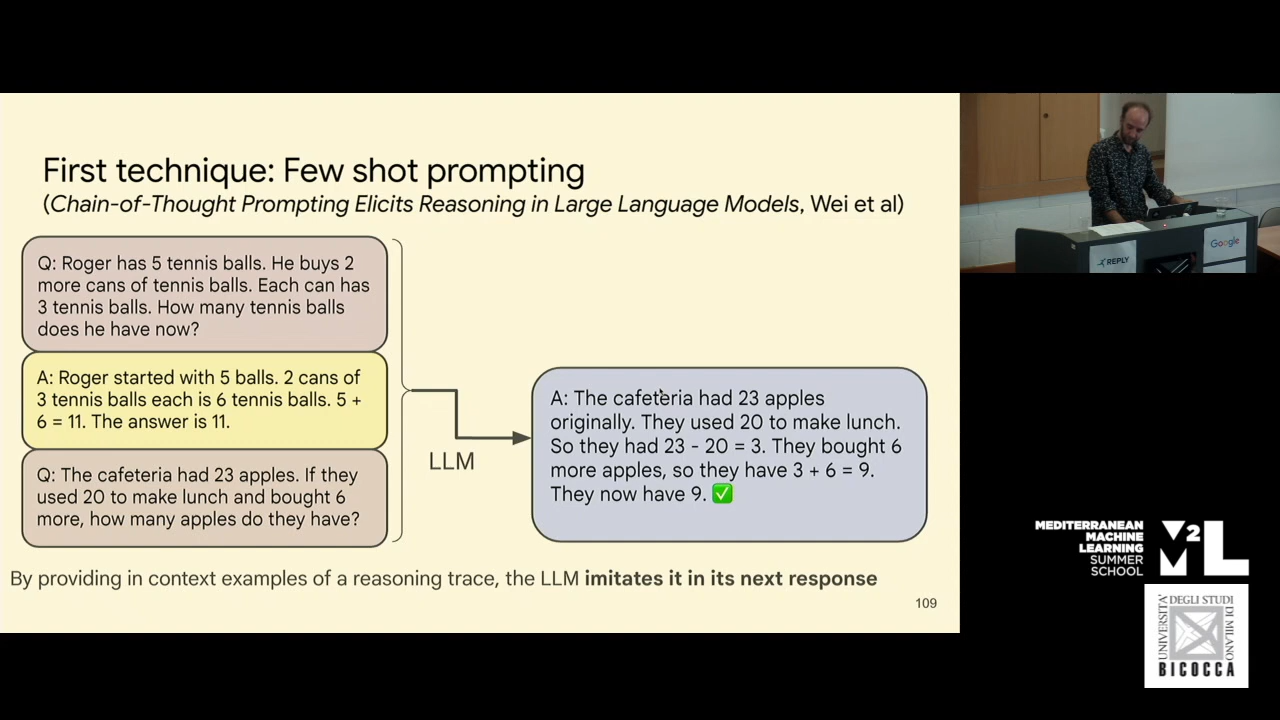 First technique: Few shot prompting
(Chain-of-Thought Prompting Elicits Reasoning in Large Language Models, Wei et al)
Q: Roger has 5 tennis balls. He buys 2
more cans of tennis balls. Each can has
3 tennis balls. How many tennis balls
does he have now?
A: Roger started with 5 balls. 2 cans of
3 tennis balls each is 6 tennis balls. 5 +
6 = 11. The answer is 11.
Q: The cafeteria had 23 apples. If they
used 20 to make lunch and bought 6
more, how many apples do they have?
LLM
A: The cafeteria had 23 apples
originally. They used 20 to make lunch.
So they had 23 - 20 = 3. They bought 6
more apples, so they have 3 + 6 = 9.
They now have 9. ✅
By providing in context examples of a reasoning trace, the LLM imitates it in its next response
109
REPLY
Google
MEDITERRANEAN
MACHINE
LEARNING
SUMMER
SCHOOL
M2L
UNIVERSITÀ
DEGLI STUDI
DI MILANO
BICOCCA